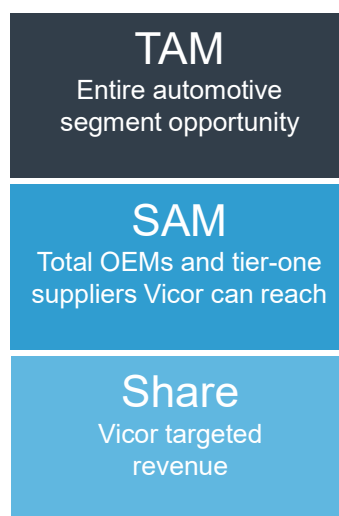 TAM
Entire automotive
segment opportunity
SAM
Total OEMs and tier-one
suppliers Vicor can reach
Share
Vicor targeted
revenue